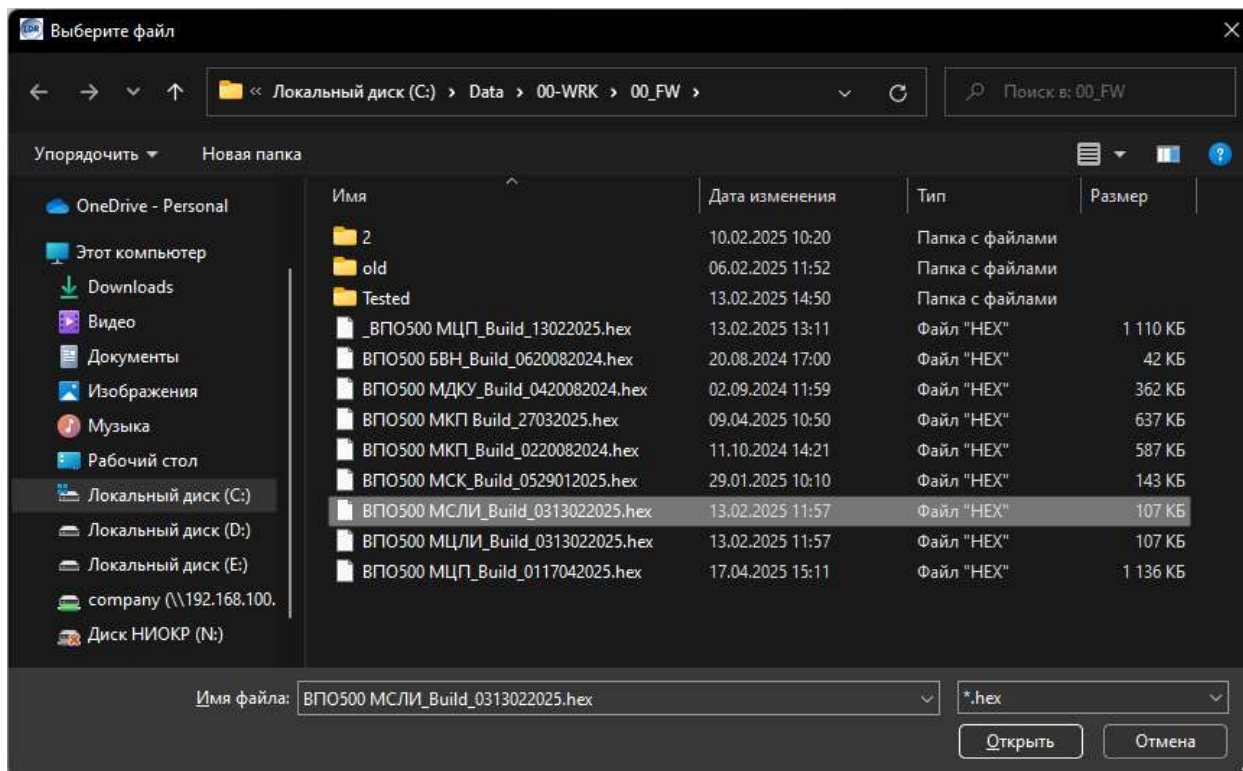 LDR Выберите файл
« Локальный диск (C:) › Data › 00-WRK › 00_FW ›
Поиск в: 00_FW
Упорядочить
Новая папка
?
OneDrive - Personal
Этот компьютер
Downloads
Видео
Документы
Изображения
Музыка
Рабочий стол
Локальный диск (C:)
Локальный диск (D:)
Локальный диск (E:)
company (\\192.168.100.
Диск НИОКР (N:)
Имя Дата изменения Тип Размер
2 10.02.2025 10:20 Папка с файлами
old 06.02.2025 11:52 Папка с файлами
Tested 13.02.2025 14:50 Папка с файлами
_ВПО500 МЦП_Build_13022025.hex 13.02.2025 13:11 Файл "HEX" 1 110 КБ
ВПО500 БВН_Build_0620082024.hex 20.08.2024 17:00 Файл "HEX" 42 КБ
ВПО500 МДКУ_Build_0420082024.hex 02.09.2024 11:59 Файл "HEX" 362 КБ
ВПО500 МКП Build_27032025.hex 09.04.2025 10:50 Файл "HEX" 637 КБ
ВПО500 МКП_Build_0220082024.hex 11.10.2024 14:21 Файл "HEX" 587 КБ
ВПО500 МСК_Build_0529012025.hex 29.01.2025 10:10 Файл "HEX" 143 КБ
ВПО500 МСЛИ_Build_0313022025.hex 13.02.2025 11:57 Файл "HEX" 107 КБ
ВПО500 МЦЛИ_Build_0313022025.hex 13.02.2025 11:57 Файл "HEX" 107 КБ
ВПО500 МЦП_Build_0117042025.hex 17.04.2025 15:11 Файл "HEX" 1 136 КБ
Имя файла: ВПО500 МСЛИ_Build_0313022025.hex
*.hex
Открыть
Отмена